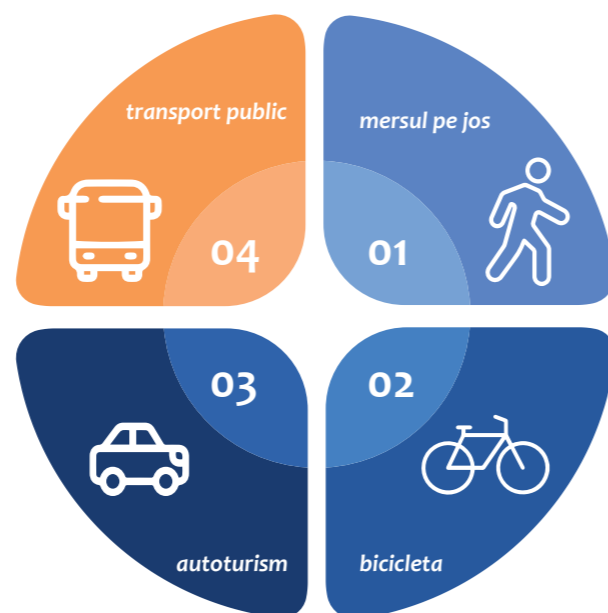 transport public
mersul pe jos
04
01
03
02
autoturism
bicicleta